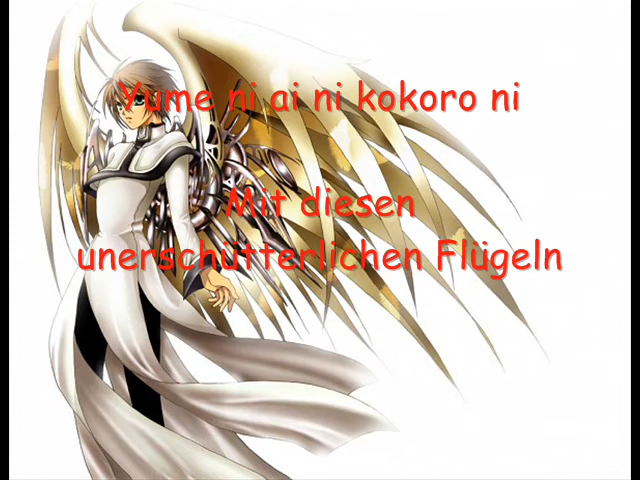 Yume ni ai ni kokoro ni
Mit diesen
unerschütterlichen Flügeln